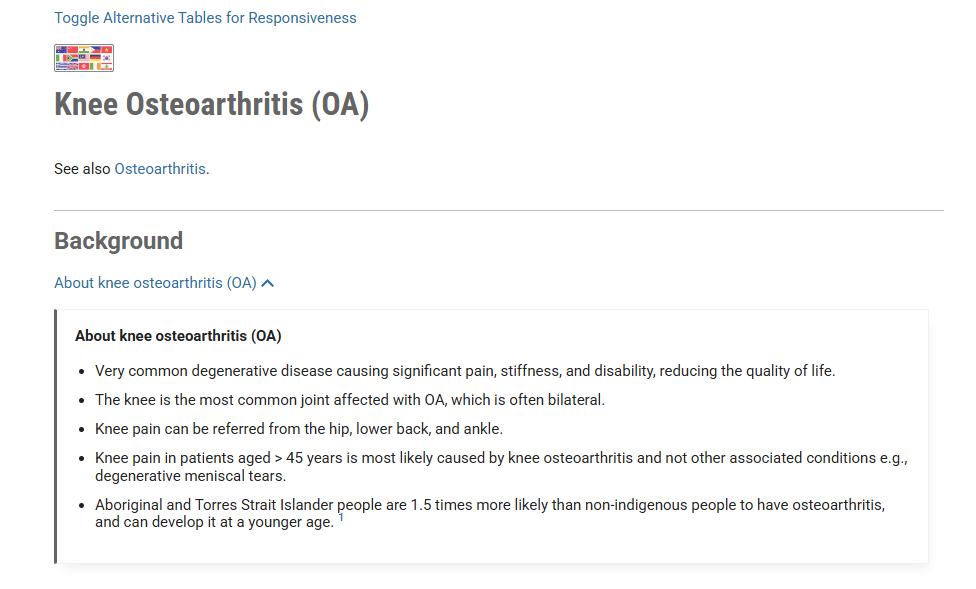 Toggle Alternative Tables for Responsiveness
Knee Osteoarthritis (OA)
See also Osteoarthritis.
Background
About knee osteoarthritis (OA)
About knee osteoarthritis (OA)
• Very common degenerative disease causing significant pain, stiffness, and disability, reducing the quality of life.
• The knee is the most common joint affected with OA, which is often bilateral.
• Knee pain can be referred from the hip, lower back, and ankle.
• Knee pain in patients aged > 45 years is most likely caused by knee osteoarthritis and not other associated conditions e.g.,
degenerative meniscal tears.
• Aboriginal and Torres Strait Islander people are 1.5 times more likely than non-indigenous people to have osteoarthritis,
and can develop it at a younger age. 1